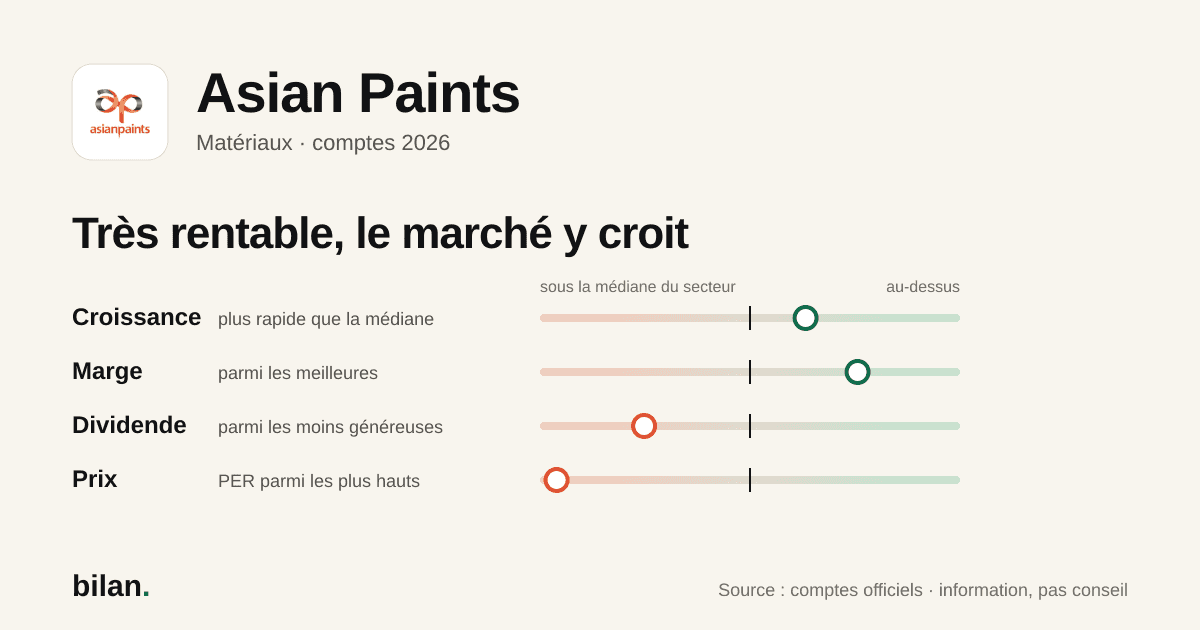 asianpaints
Asian Paints
Matériaux · comptes 2026
Très rentable, le marché y croit
sous la médiane du secteur au-dessus
Croissance plus rapide que la médiane
Marge parmi les meilleures
Dividende parmi les moins généreuses
Prix PER parmi les plus hauts
bilan.
Source : comptes officiels · information, pas conseil